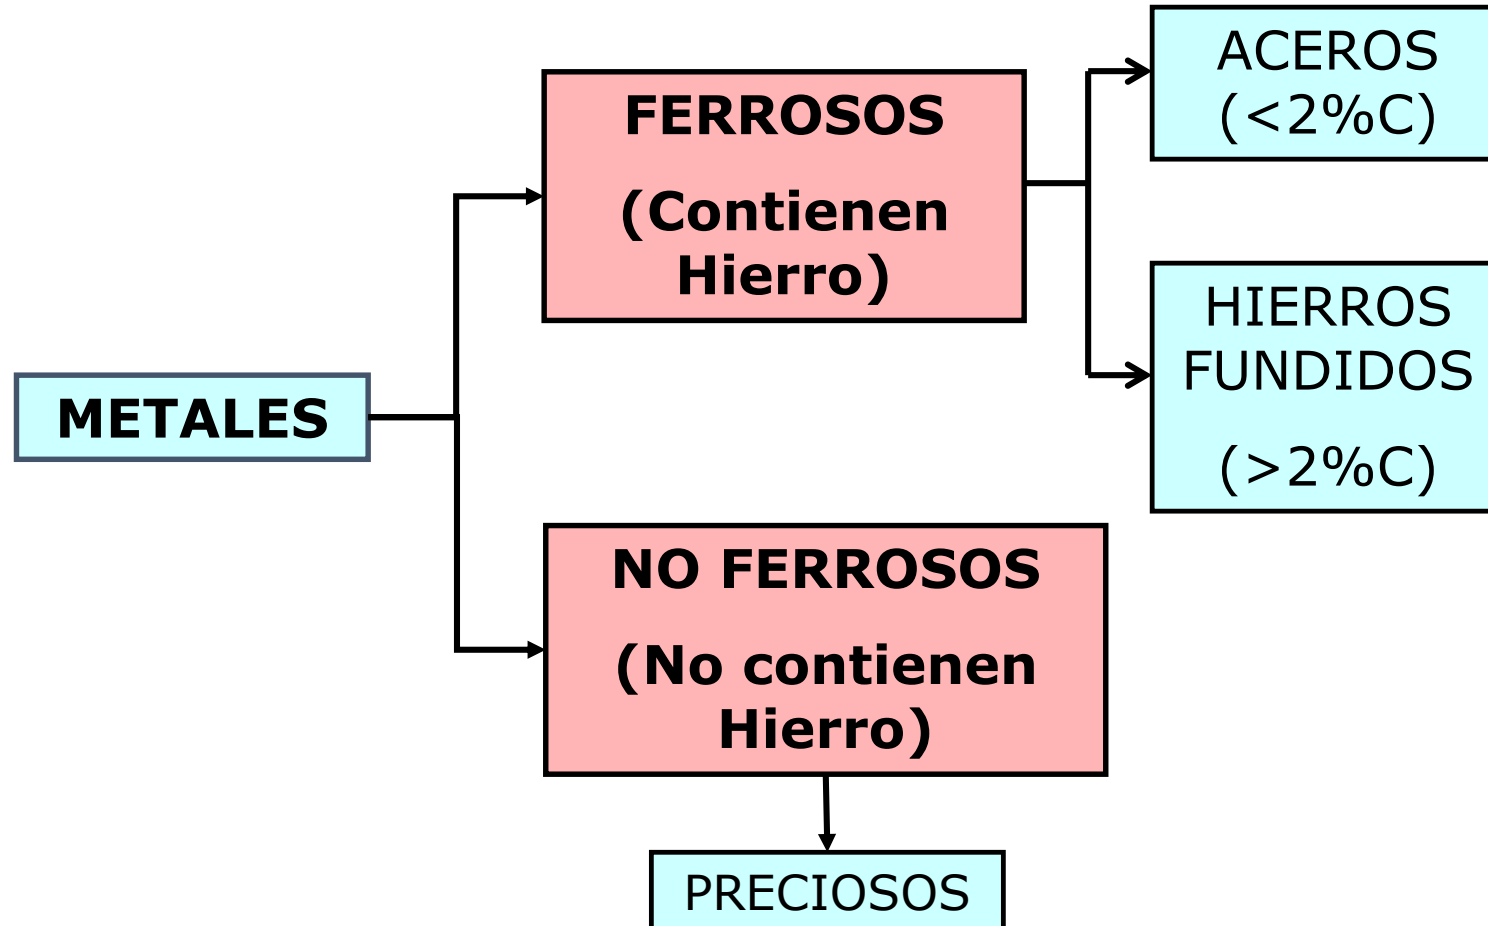 METALES
FERROSOS
(Contienen
Hierro)
ACEROS
(<2%C)
HIERROS
FUNDIDOS
(>2%C)
NO FERROSOS
(No contienen
Hierro)
PRECIOSOS